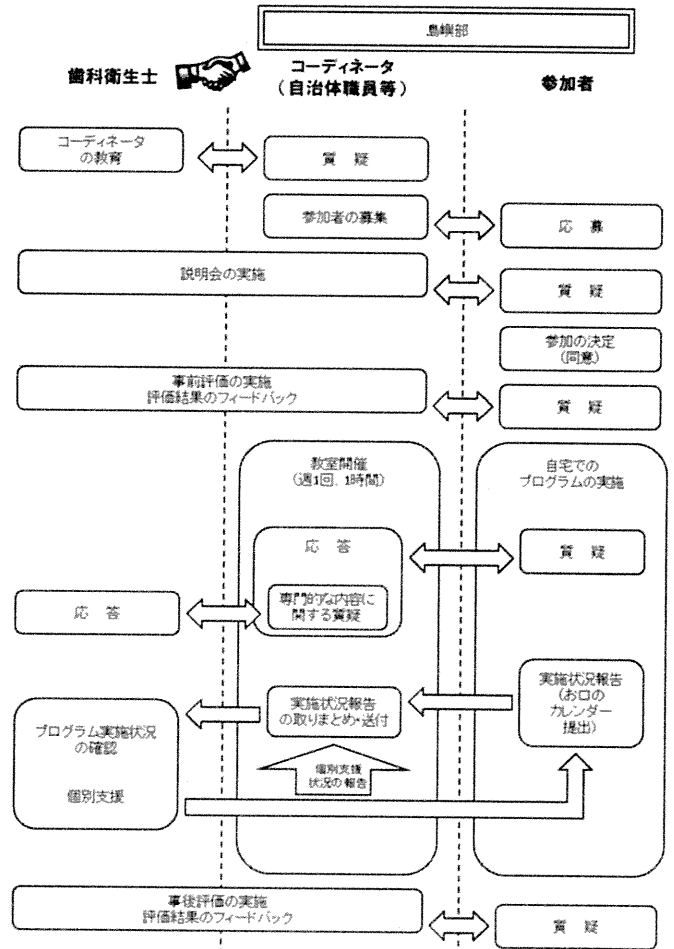 島嶼部
歯科衛生士
コーディネータ
(自治体職員等)
参加者
コーディネータ
の教育
質 疑
参加者の募集
応 募
説明会の実施
質 疑
参加の決定
(同意)
事前評価の実施
評価結果のフィードバック
質 疑
教室開催
(週1回、1時間)
自宅での
プログラムの実施
応 答
質 疑
専門的な内容に
関する質疑
応 答
実施状況報告
(お口の
カレンダー
提出)
実施状況報告
の取りまとめ・送付
プログラム実施状況
の確認
個別支援
個別支援
状況の報告
事後評価の実施
評価結果のフィードバック
質 疑